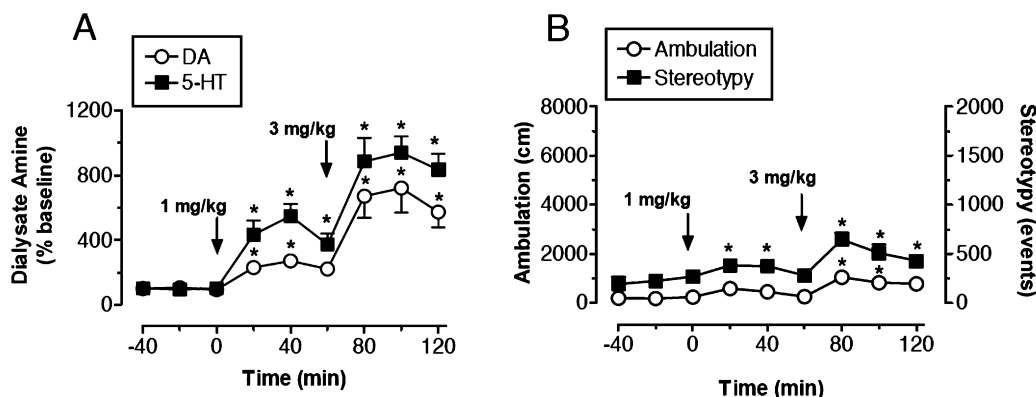 A
DA
5-HT
1200
800
400
0
Dialysate Amine
(% baseline)
1 mg/kg
3 mg/kg
*
*
*
*
*
*
*
*
*
*
*
-40
0
40
80
120
Time (min)
B
Ambulation
Stereotypy
8000
6000
4000
2000
0
Ambulation (cm)
1 mg/kg
3 mg/kg
*
*
*
*
*
*
*
2000
1500
1000
500
0
Stereotypy (events)
-40
0
40
80
120
Time (min)